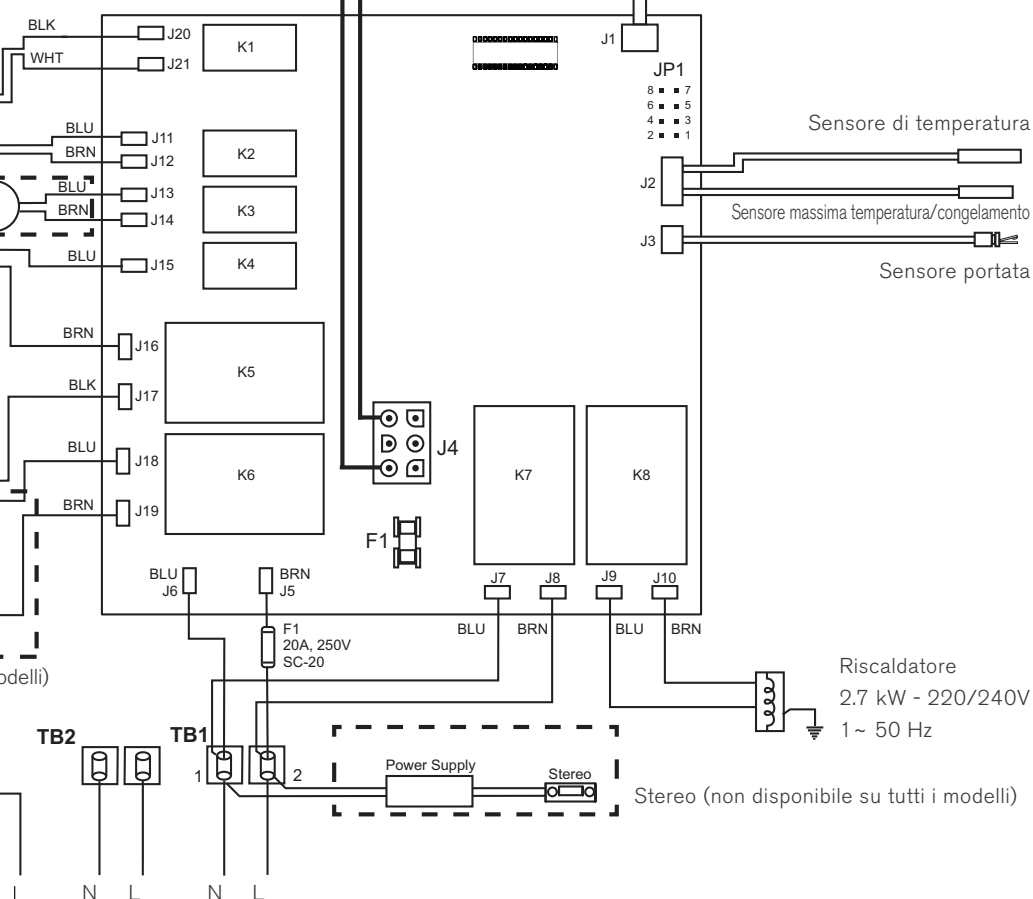 BLK
J20
WHT
J21
K1
J1
JP1
8 7
6 5
4 3
2 1
Sensore di temperatura
BLU
J11
BRN
J12
K2
J2
BLU
J13
BRN
J14
K3
Sensore massima temperatura/congelamento
J3
BLU
J15
K4
Sensore portata
BRN
J16
K5
BLK
J17
J4
BLU
J18
K6
K7
K8
BRN
J19
F1
BLU
J6
BRN
J5
J7
J8
J9
J10
F1
20A, 250V
SC-20
BLU
BRN
BLU
BRN
odelli)
Riscaldatore
2.7 kW - 220/240V
1~ 50 Hz
TB2
TB1
1
2
Power Supply
Stereo
Stereo (non disponibile su tutti i modelli)
N
L
N
L